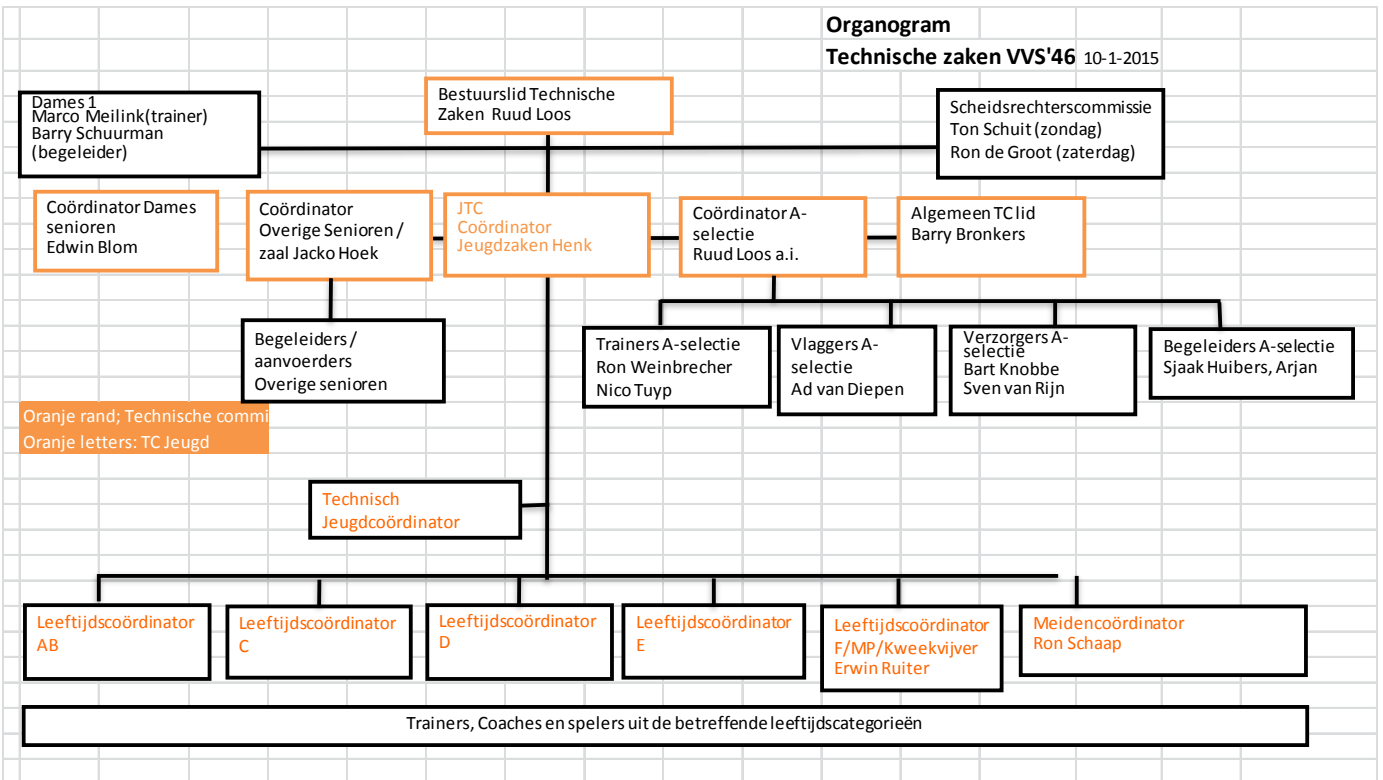 Organogram
Technische zaken VVS'46 10-1-2015
Dames 1
Marco Meilink(trainer)
Barry Schuurman
(begeleider)
Bestuurslid Technische
Zaken Ruud Loos
Scheidsrechterscommissie
Ton Schuit (zondag)
Ron de Groot (zaterdag)
Coördinator Dames
senioren
Edwin Blom
Coördinator
Overige Senioren /
zaal Jacko Hoek
JTC
Coördinator
Jeugdzaken Henk
Coördinator A-
selectie
Ruud Loos a.i.
Algemeen TC lid
Barry Bronkers
Begeleiders /
aanvoerders
Overige senioren
Trainers A-selectie
Ron Weinbrecher
Nico Tuyp
Vlaggers A-
selectie
Ad van Diepen
Verzorgers A-
selectie
Bart Knobbe
Sven van Rijn
Begeleiders A-selectie
Sjaak Huibers, Arjan
Oranje rand; Technische commi
Oranje letters: TC Jeugd
Technisch
Jeugdcoördinator
Leeftijdscoördinator
AB
Leeftijdscoördinator
C
Leeftijdscoördinator
D
Leeftijdscoördinator
E
Leeftijdscoördinator
F/MP/Kweekvijver
Erwin Ruiter
Meidencoördinator
Ron Schaap
Trainers, Coaches en spelers uit de betreffende leeftijdscategorieën